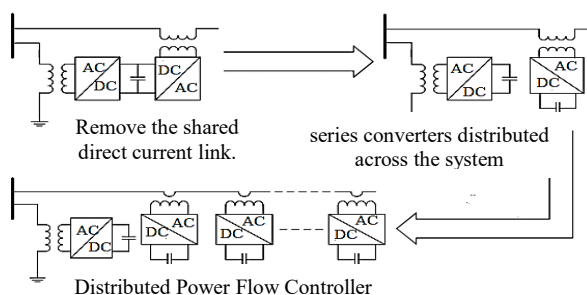 AC
DC
DC
AC
AC
DC
DC
AC
Remove the shared
direct current link.
series converters distributed
across the system
AC
DC
DC
AC
DC
AC
DC
AC
Distributed Power Flow Controller